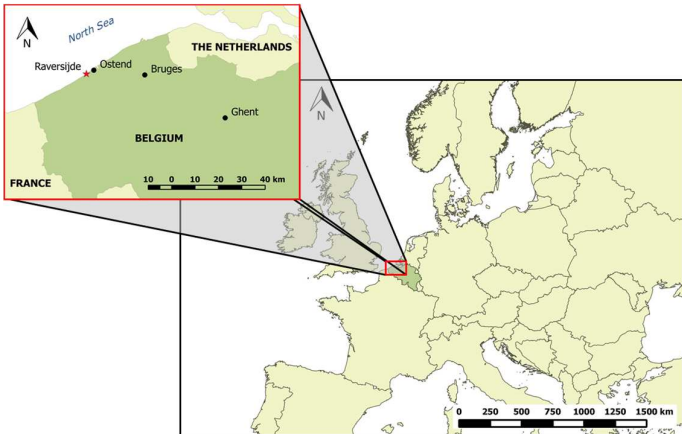 North Sea
N
THE NETHERLANDS
Raversijde
Ostend
Bruges
Ghent
BELGIUM
10 0 10 20 30 40 km
FRANCE
N
0 250 500 750 1000 1250 1500 km